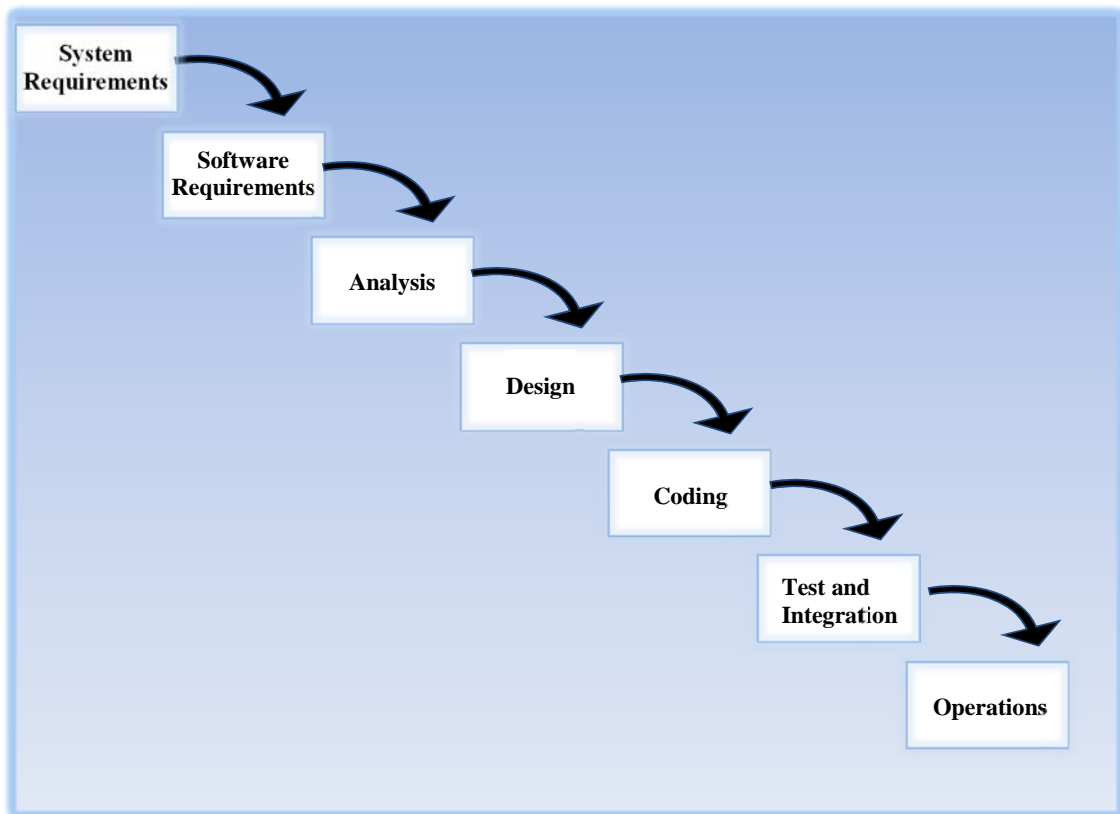 System
Requirements
Software
Requirements
Analysis
Design
Coding
Test and
Integration
Operations